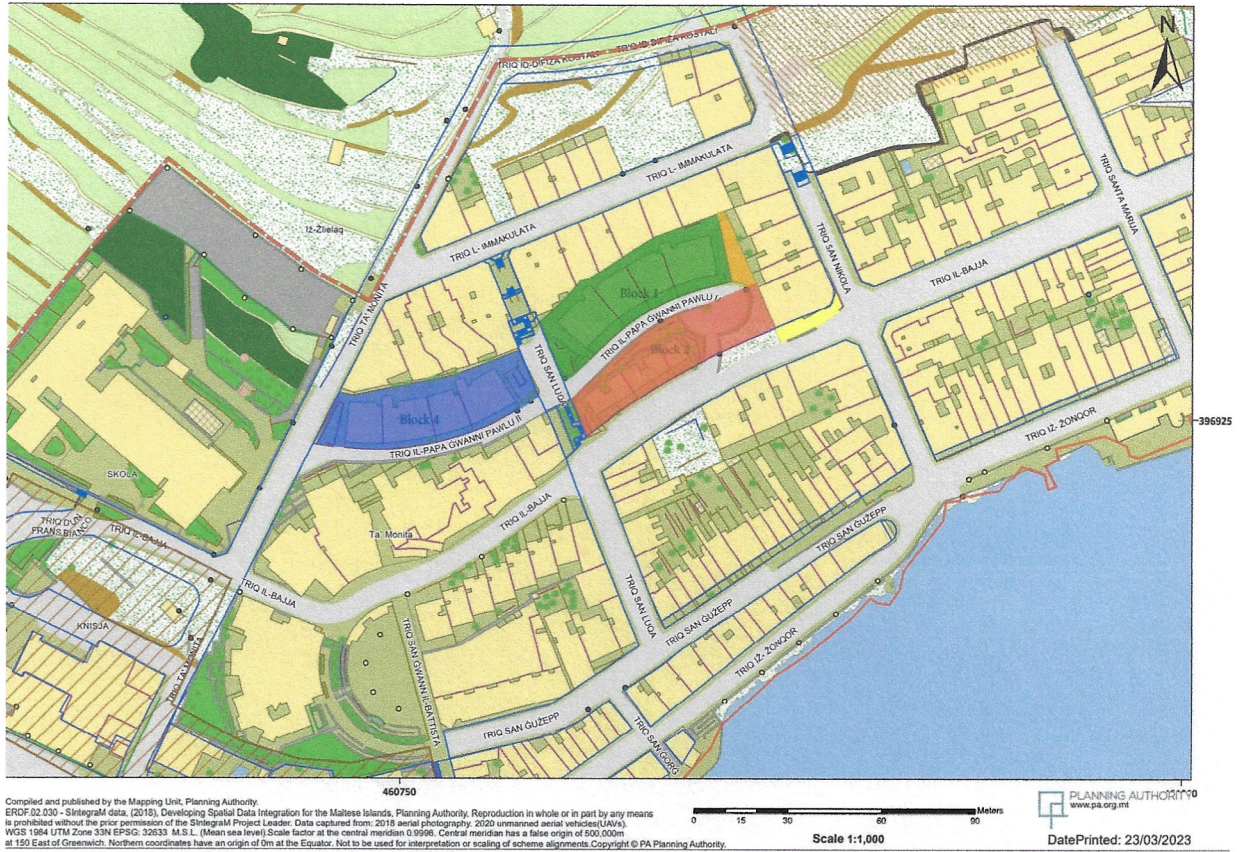 N
TRIQ ID-DIFIŻA KOSTALI
TRIQ ID-DIFIŻA KOSTALI
TRIQ L- IMMAKULATA
TRIQ SANTA MARIJA
Iż-Żlielaq
TRIQ L- IMMAKULATA
TRIQ SAN NIKOLA
TRIQ IL-BAJJA
TRIQ TA' MONITA
Block 1
TRIQ IL-PAPA ĠWANNI PAWLU II
Block 2
TRIQ SAN LUQA
Block 4
TRIQ IL-PAPA ĠWANNI PAWLU II
396925
TRIQ IŻ- ŻONQOR
SKOLA
TRIQ IL-BAJJA
TRIQ IL-BAJJA
Ta' Monita
TRIQ SAN ĠUŻEPP
TRIQ IL-BAJJA
KNISJA
TRIQ SAN LUQA
TRIQ SAN ĠUŻEPP
TRIQ TA' MONITA
TRIQ SAN ĠWANN IL-BATTISTA
TRIQ IŻ- ŻONQOR
TRIQ SAN ĠUŻEPP
TRIQ SAN ĠORĠ
460750
Compiled and published by the Mapping Unit, Planning Authority.
ERDF.02.030 - SIntegraM data, (2018), Developing Spatial Data Integration for the Maltese Islands, Planning Authority. Reproduction in whole or in part by any means
is prohibited without the prior permission of the SIntegraM Project Leader. Data captured from: 2018 aerial photography. 2020 unmanned aerial vehicles(UAVs).
WGS 1984 UTM Zone 33N EPSG: 32633 M.S.L. (Mean sea level).Scale factor at the central meridian 0.9996. Central meridian has a false origin of 500,000m
at 150 East of Greenwich. Northern coordinates have an origin of 0m at the Equator. Not to be used for interpretation or scaling of scheme alignments.Copyright © PA Planning Authority.
Meters
0 15 30 60 90
Scale 1:1,000
PLANNING AUTHORITY
www.pa.org.mt
DatePrinted: 23/03/2023